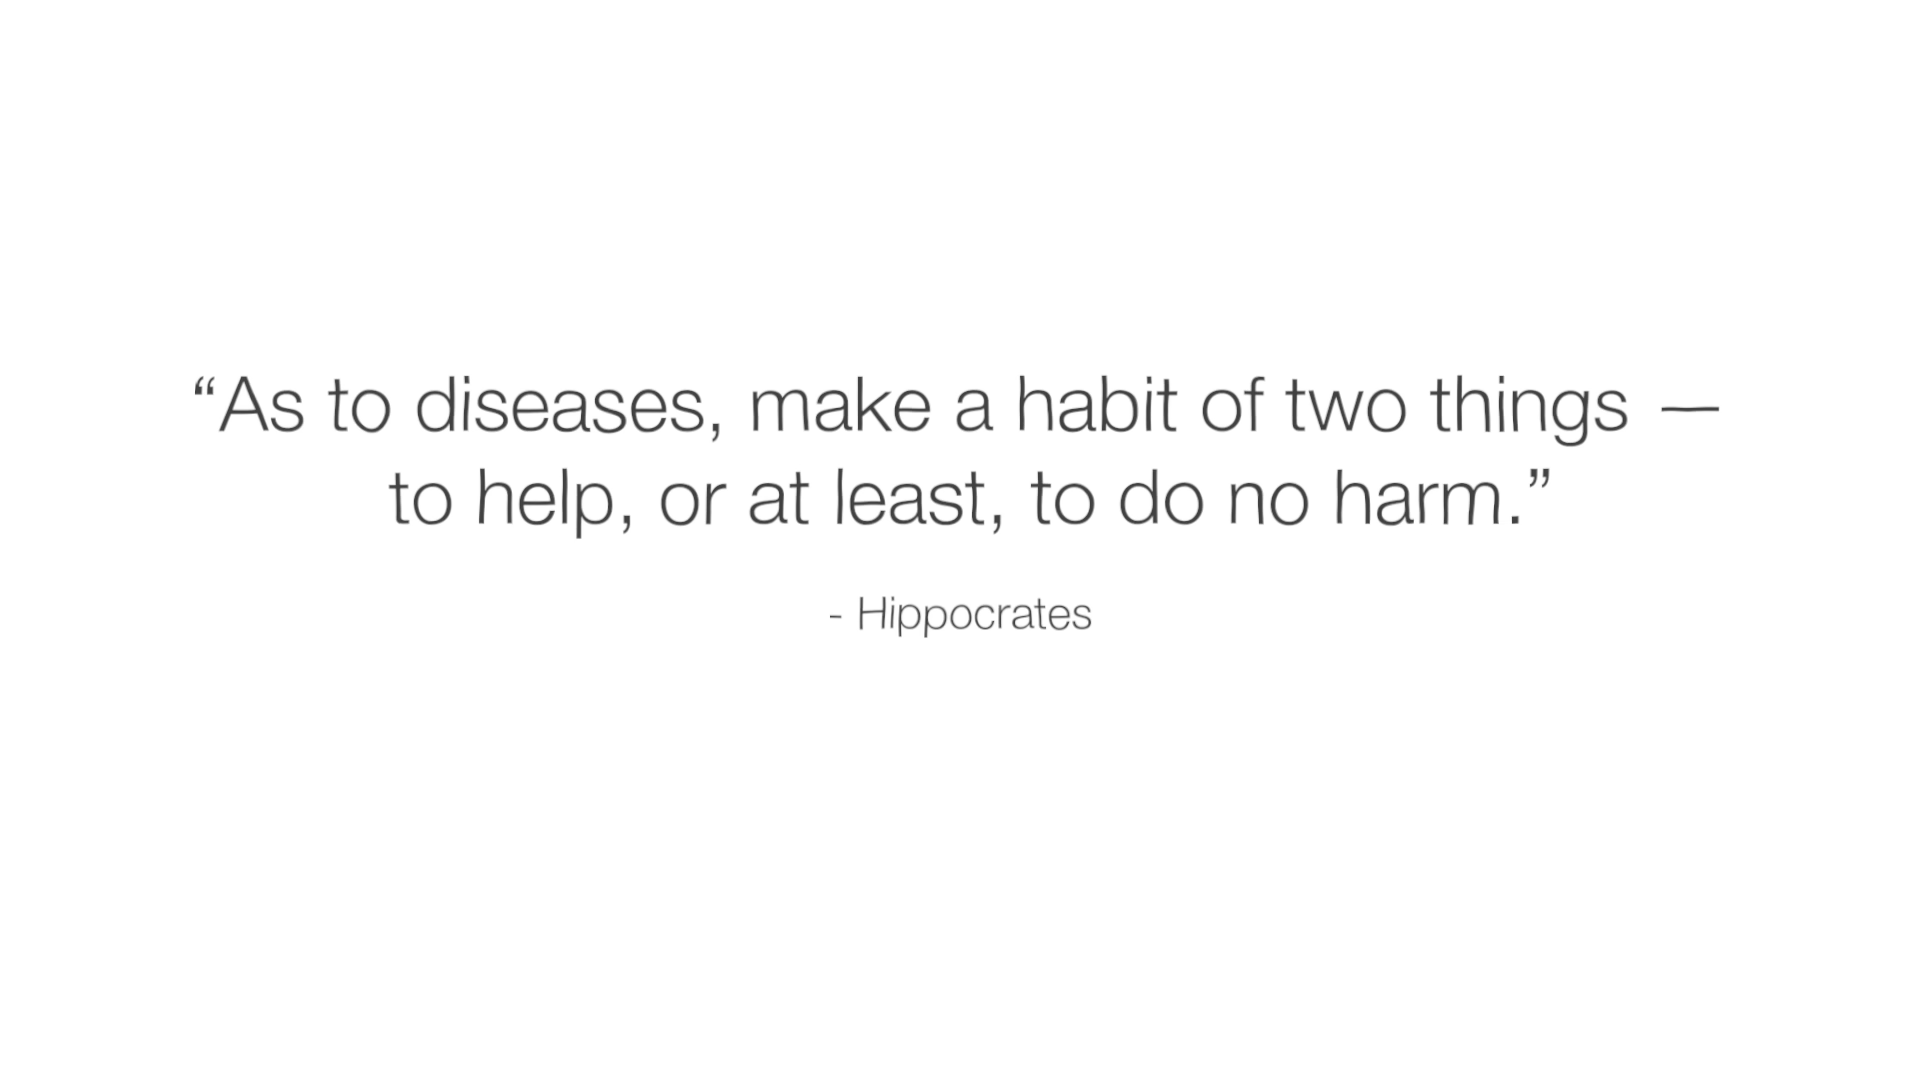 “As to diseases, make a habit of two things —
to help, or at least, to do no harm.”
- Hippocrates